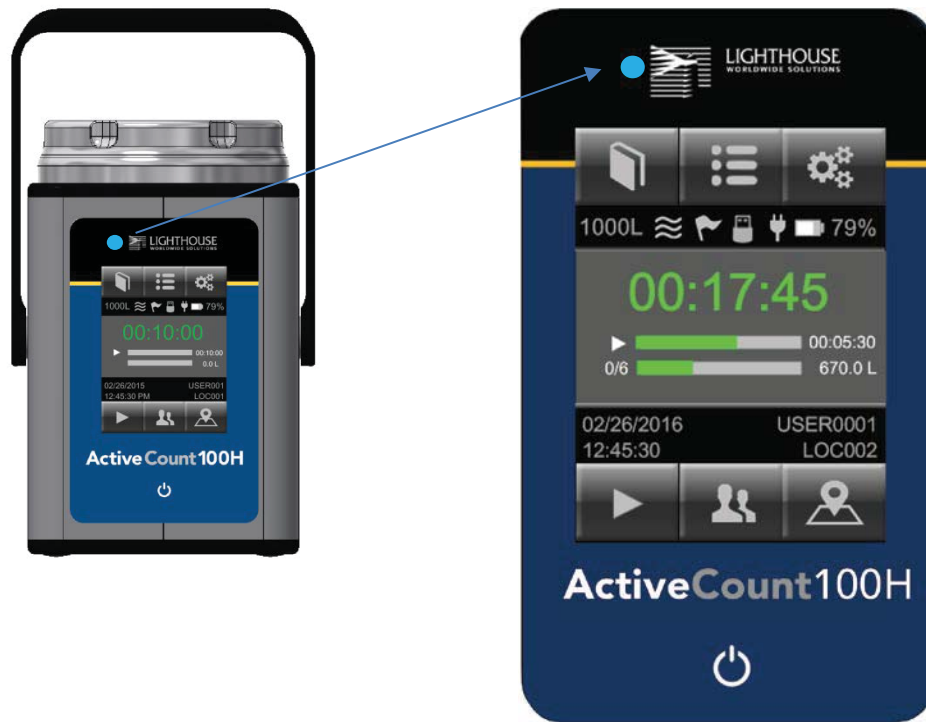 LIGHTHOUSE
WORLDWIDE SOLUTIONS
1000L 79%
00:10:00
00:10:00
0.0 L
02/26/2015 USER001
12:45:30 PM LOC001
ActiveCount100H
LIGHTHOUSE
WORLDWIDE SOLUTIONS
1000L 79%
00:17:45
00:05:30
0/6 670.0 L
02/26/2016 USER0001
12:45:30 LOC002
ActiveCount100H